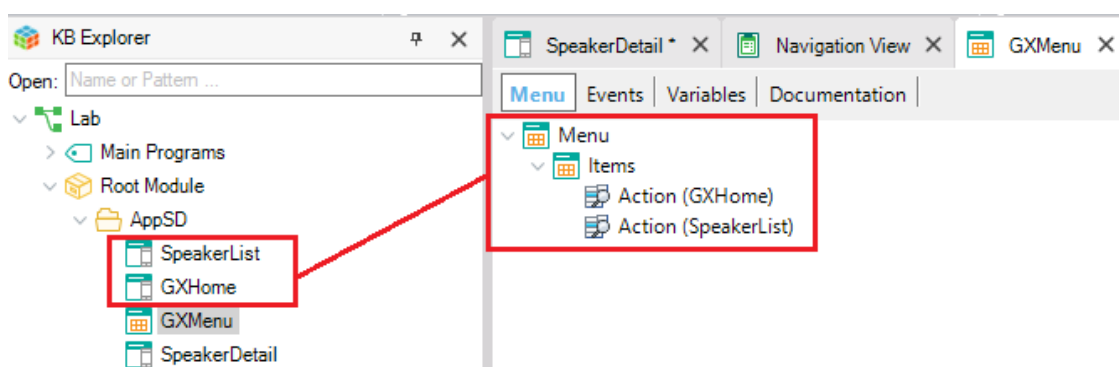 KB Explorer
Open: Name or Pattern ...
Lab
Main Programs
Root Module
AppSD
SpeakerList
GXHome
GXMenu
SpeakerDetail
SpeakerDetail * Navigation View GXMenu
Menu Events Variables Documentation
Menu
Items
Action (GXHome)
Action (SpeakerList)